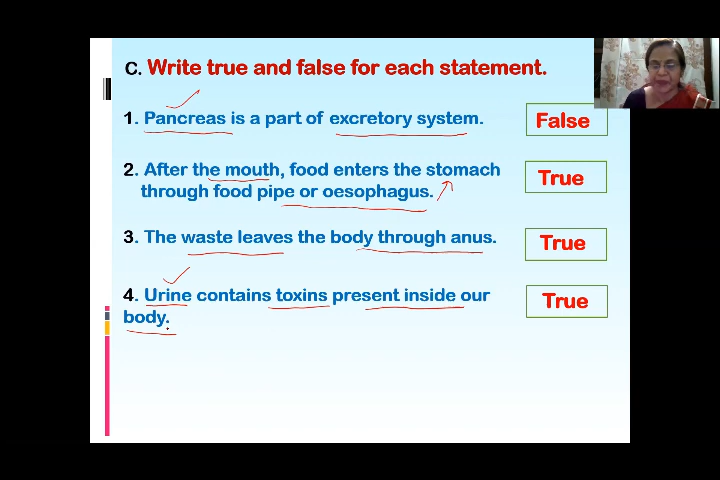 C. Write true and false for each statement.
1. Pancreas is a part of excretory system. False
2. After the mouth, food enters the stomach
through food pipe or oesophagus. True
3. The waste leaves the body through anus. True
4. Urine contains toxins present inside our
body. True